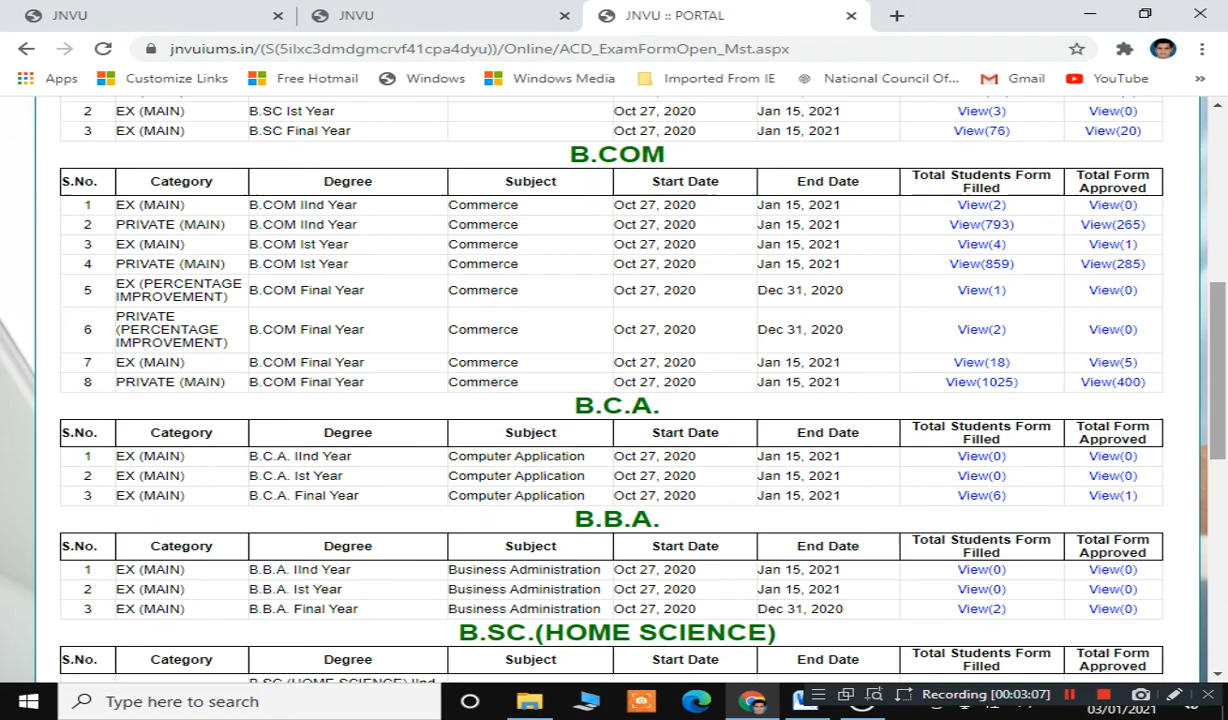 JNVU
JNVU
JNVU :: PORTAL
jnvuiums.in/(S(5ilxc3dmdgmcrvf41cpa4dyu))/Online/ACD_ExamFormOpen_Mst.aspx
Apps Customize Links Free Hotmail Windows Windows Media Imported From IE National Council Of... Gmail YouTube »
2 EX (MAIN) B.SC Ist Year Oct 27, 2020 Jan 15, 2021 View(3) View(0)
3 EX (MAIN) B.SC Final Year Oct 27, 2020 Jan 15, 2021 View(76) View(20)
B.COM
S.No. Category Degree Subject Start Date End Date Total Students Form Filled Total Form Approved
1 EX (MAIN) B.COM IInd Year Commerce Oct 27, 2020 Jan 15, 2021 View(2) View(0)
2 PRIVATE (MAIN) B.COM IInd Year Commerce Oct 27, 2020 Jan 15, 2021 View(793) View(265)
3 EX (MAIN) B.COM Ist Year Commerce Oct 27, 2020 Jan 15, 2021 View(4) View(1)
4 PRIVATE (MAIN) B.COM Ist Year Commerce Oct 27, 2020 Jan 15, 2021 View(859) View(285)
5 EX (PERCENTAGE IMPROVEMENT) B.COM Final Year Commerce Oct 27, 2020 Dec 31, 2020 View(1) View(0)
6 PRIVATE (PERCENTAGE IMPROVEMENT) B.COM Final Year Commerce Oct 27, 2020 Dec 31, 2020 View(2) View(0)
7 EX (MAIN) B.COM Final Year Commerce Oct 27, 2020 Jan 15, 2021 View(18) View(5)
8 PRIVATE (MAIN) B.COM Final Year Commerce Oct 27, 2020 Jan 15, 2021 View(1025) View(400)
B.C.A.
S.No. Category Degree Subject Start Date End Date Total Students Form Filled Total Form Approved
1 EX (MAIN) B.C.A. IInd Year Computer Application Oct 27, 2020 Jan 15, 2021 View(0) View(0)
2 EX (MAIN) B.C.A. Ist Year Computer Application Oct 27, 2020 Jan 15, 2021 View(0) View(0)
3 EX (MAIN) B.C.A. Final Year Computer Application Oct 27, 2020 Jan 15, 2021 View(6) View(1)
B.B.A.
S.No. Category Degree Subject Start Date End Date Total Students Form Filled Total Form Approved
1 EX (MAIN) B.B.A. IInd Year Business Administration Oct 27, 2020 Jan 15, 2021 View(0) View(0)
2 EX (MAIN) B.B.A. Ist Year Business Administration Oct 27, 2020 Jan 15, 2021 View(0) View(0)
3 EX (MAIN) B.B.A. Final Year Business Administration Oct 27, 2020 Dec 31, 2020 View(2) View(0)
B.SC.(HOME SCIENCE)
S.No. Category Degree Subject Start Date End Date Total Students Form Filled Total Form Approved
B.SC.(HOME SCIENCE) IInd
Type here to search
Recording [00:03:07]
03/01/2021